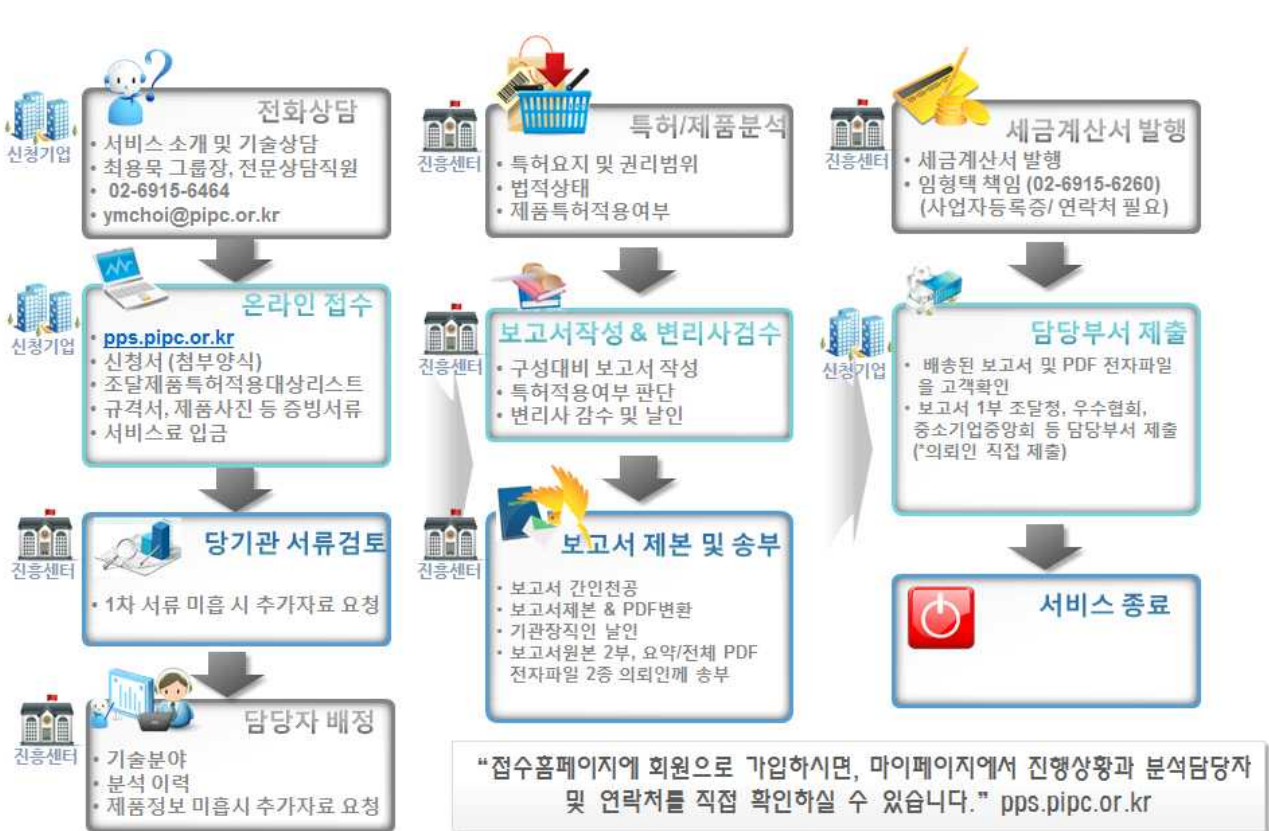 신청기업
전화상담
• 서비스 소개 및 기술상담
• 최용묵 그룹장, 전문상담직원
• 02-6915-6464
• ymchoi@pipc.or.kr
신청기업
온라인 접수
• pps.pipc.or.kr
• 신청서 (첨부양식)
• 조달제품특허적용대상리스트
• 규격서, 제품사진 등 증빙서류
• 서비스료 입금
진흥센터
당기관 서류검토
• 1차 서류 미흡 시 추가자료 요청
진흥센터
담당자 배정
• 기술분야
• 분석 이력
• 제품정보 미흡시 추가자료 요청
진흥센터
특허/제품분석
• 특허요지 및 권리범위
• 법적상태
• 제품특허적용여부
진흥센터
보고서작성 & 변리사검수
• 구성대비 보고서 작성
• 특허적용여부 판단
• 변리사 감수 및 날인
진흥센터
보고서 제본 및 송부
• 보고서 간인천공
• 보고서제본 & PDF변환
• 기관장직인 날인
• 보고서원본 2부, 요약/전체 PDF
전자파일 2종 의뢰인께 송부
진흥센터
세금계산서 발행
• 세금계산서 발행
• 임형택 책임 (02-6915-6260)
(사업자등록증/ 연락처 필요)
신청기업
담당부서 제출
• 배송된 보고서 및 PDF 전자파일
을 고객확인
• 보고서 1부 조달청, 우수협회,
중소기업중앙회 등 담당부서 제출
(*의뢰인 직접 제출)
서비스 종료
“접수홈페이지에 회원으로 가입하시면, 마이페이지에서 진행상황과 분석담당자
및 연락처를 직접 확인하실 수 있습니다.” pps.pipc.or.kr